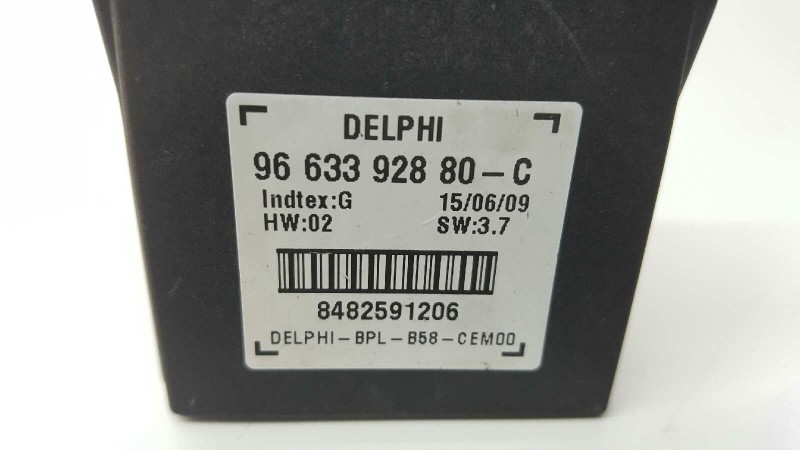 DELPHI
96 633 928 80-C
Indtex:G 15/06/09
HW:02 SW:3.7
8482591206
DELPHI-BPL-B58-CEM00